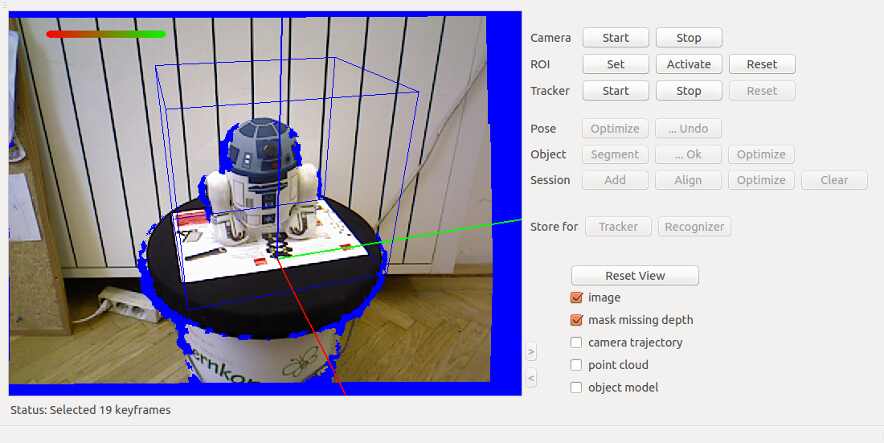 Camera Start Stop
ROI Set Activate Reset
Tracker Start Stop Reset
Pose Optimize ... Undo
Object Segment ... Ok Optimize
Session Add Align Optimize Clear
Store for Tracker Recognizer
Reset View
image
mask missing depth
camera trajectory
>
point cloud
<
object model
ernko
Status: Selected 19 keyframes